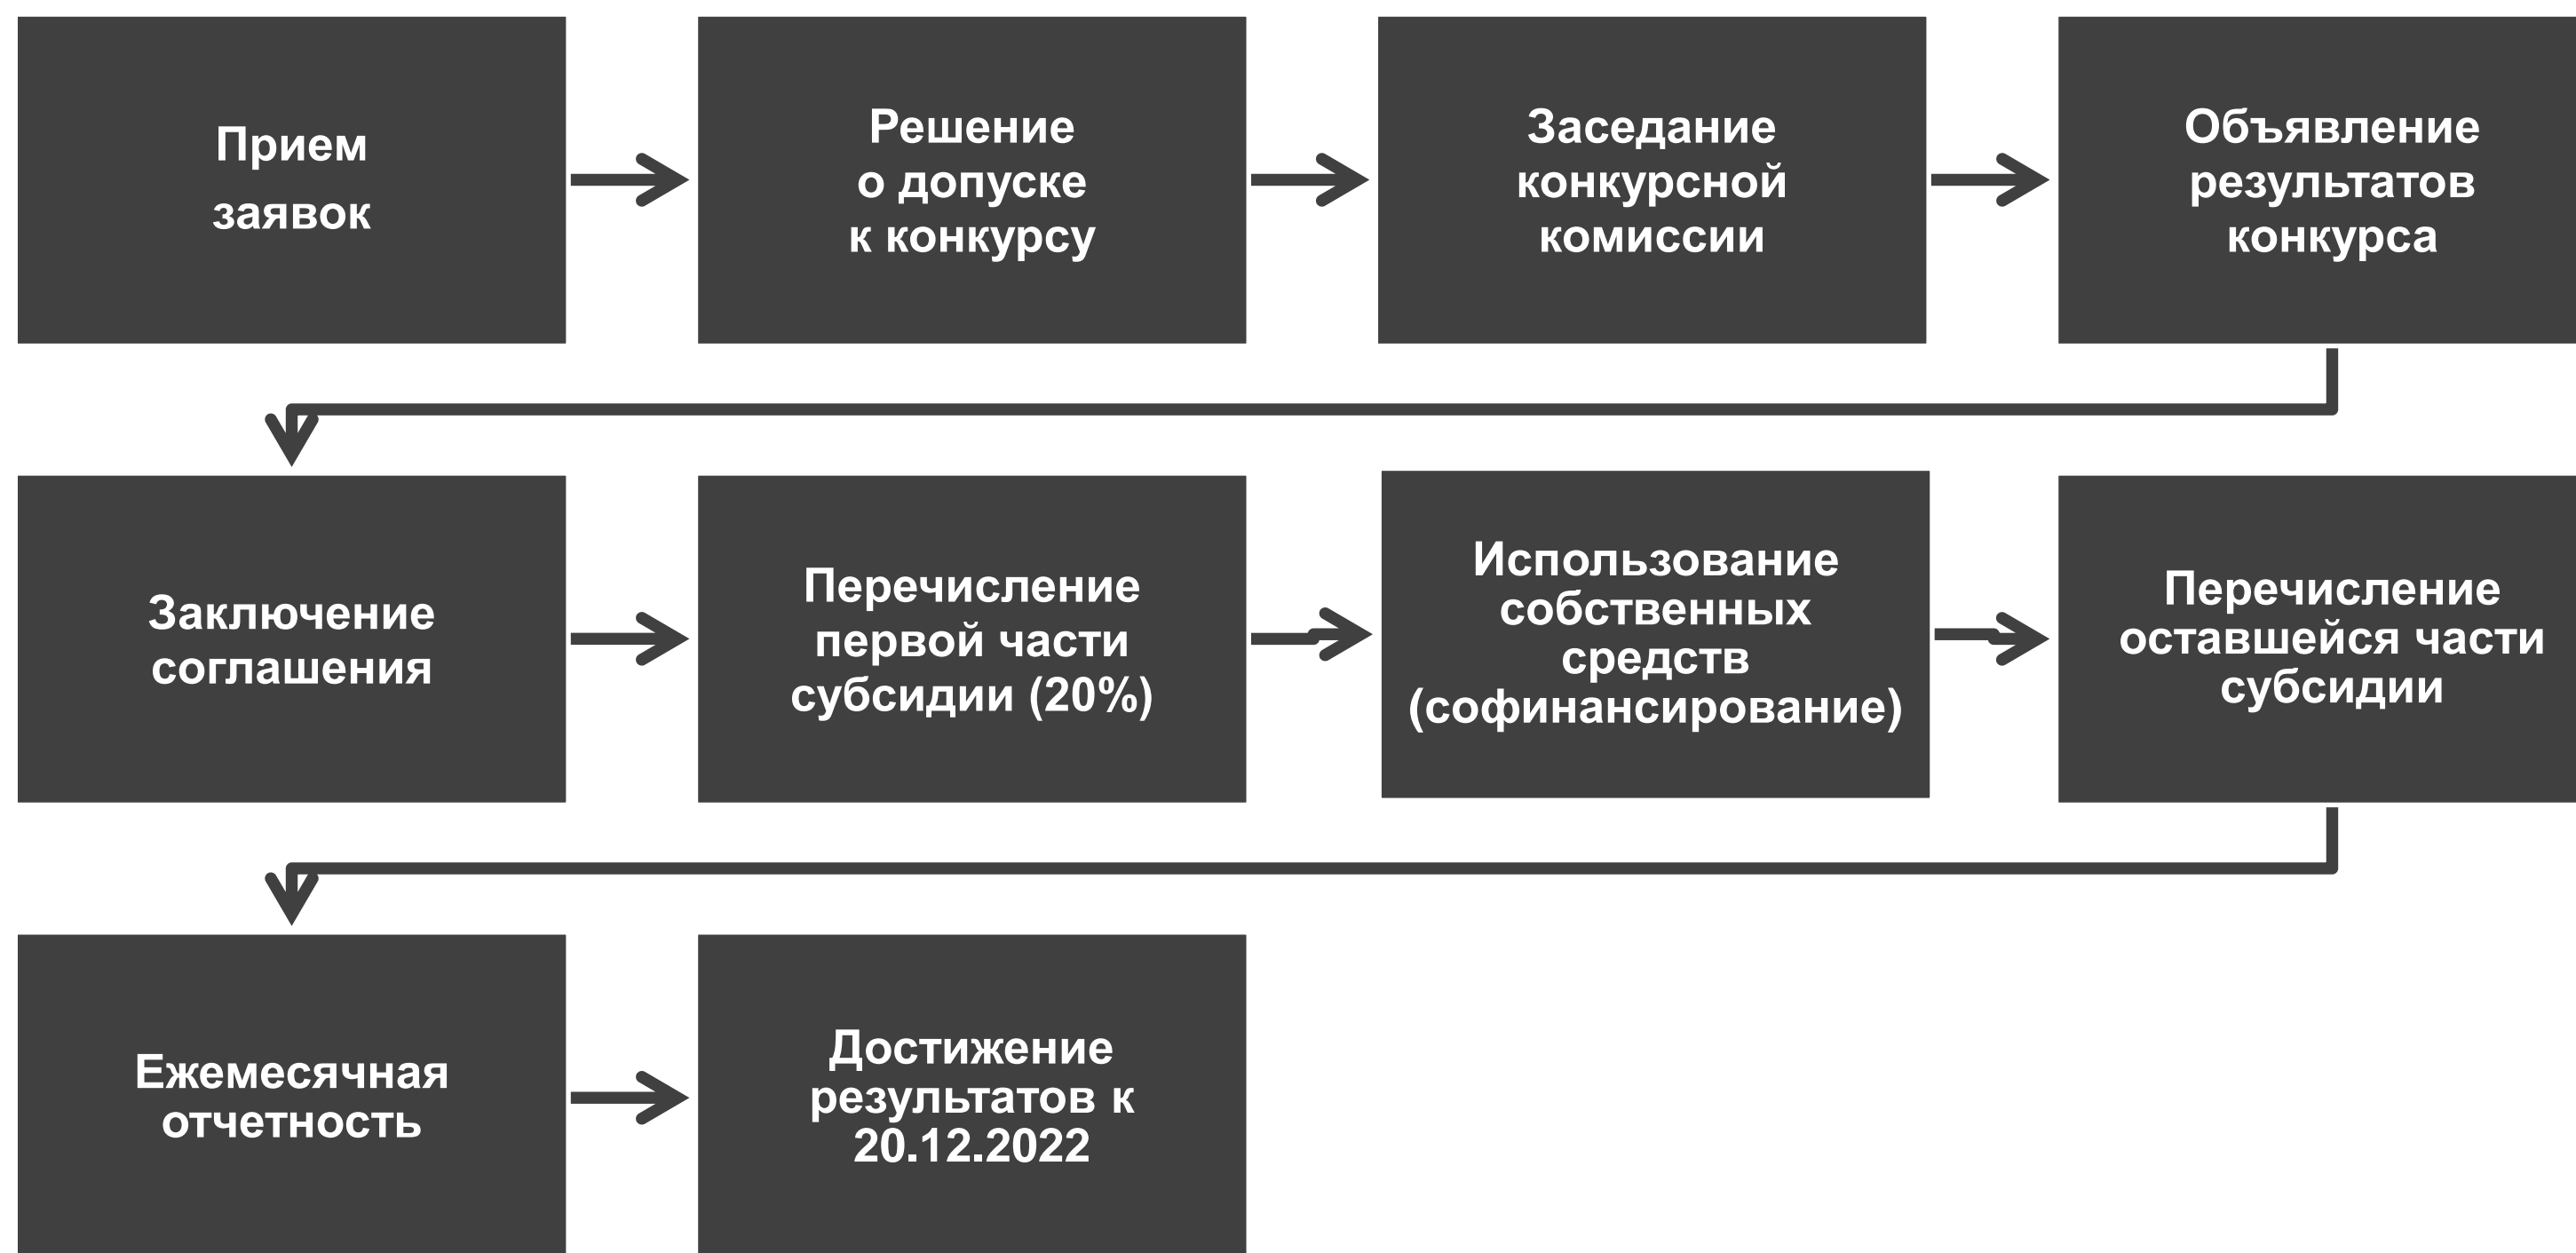 Прием
заявок
Решение
о допуске
к конкурсу
Заседание
конкурсной
комиссии
Объявление
результатов
конкурса
Заключение
соглашения
Перечисление
первой части
субсидии (20%)
Использование
собственных
средств
(софинансирование)
Перечисление
оставшейся части
субсидии
Ежемесячная
отчетность
Достижение
результатов к
20.12.2022